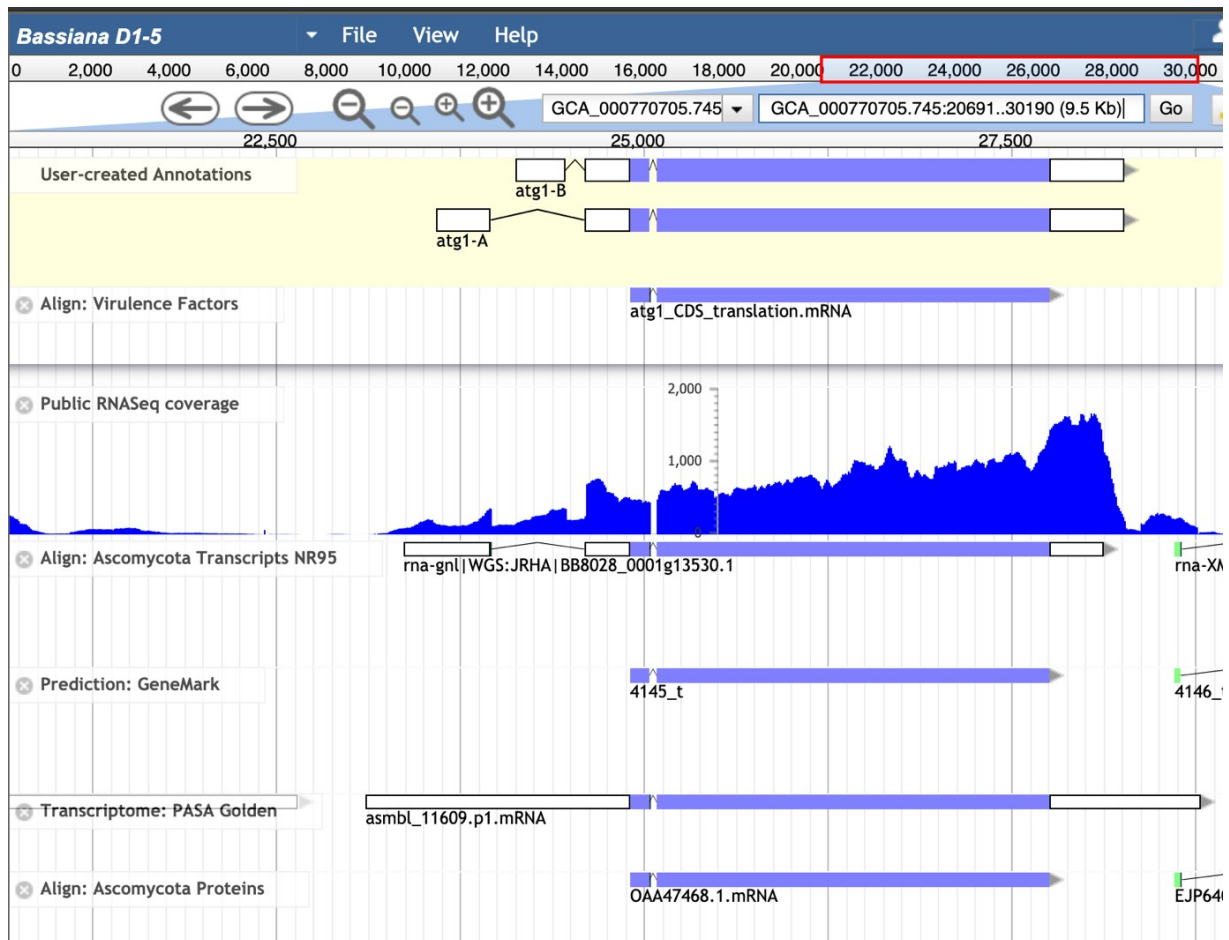 Bassiana D1-5 File View Help
0 2,000 4,000 6,000 8,000 10,000 12,000 14,000 16,000 18,000 20,000 22,000 24,000 26,000 28,000 30,000
GCA_000770705.745 GCA_000770705.745:20691..30190 (9.5 Kb) Go
22,500 25,000 27,500
User-created Annotations
atg1-B
atg1-A
Align: Virulence Factors
atg1_CDS_translation.mRNA
Public RNASeq coverage
2,000
1,000
0
Align: Ascomycota Transcripts NR95
rna-gnl|WGS:JRHA|BB8028_0001g13530.1 rna-XM
Prediction: GeneMark
4145_t 4146_t
Transcriptome: PASA Golden
asmbl_11609.p1.mRNA
Align: Ascomycota Proteins
OAA47468.1.mRNA EJP640